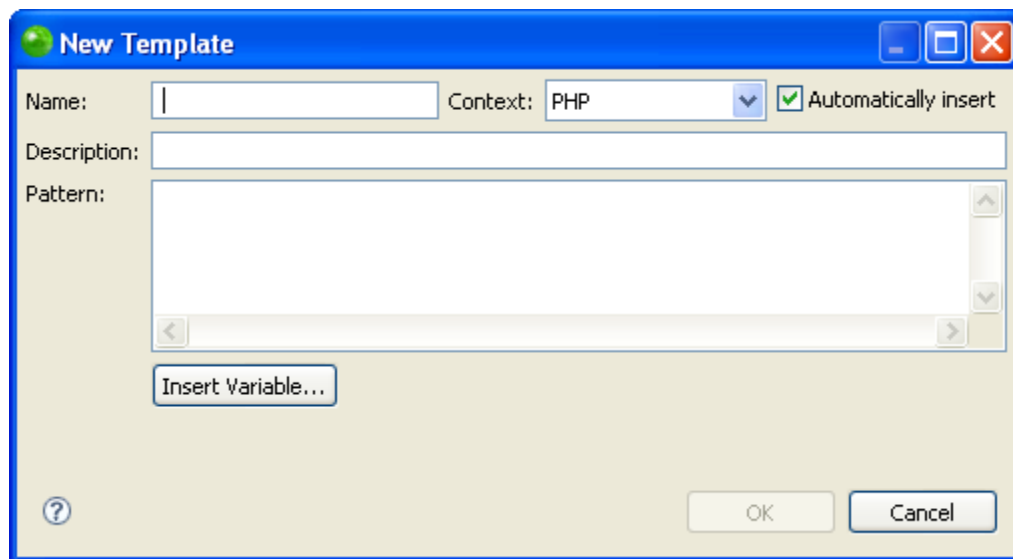 New Template
Name:
Context: PHP Automatically insert
Description:
Pattern:
Insert Variable...
?
OK Cancel